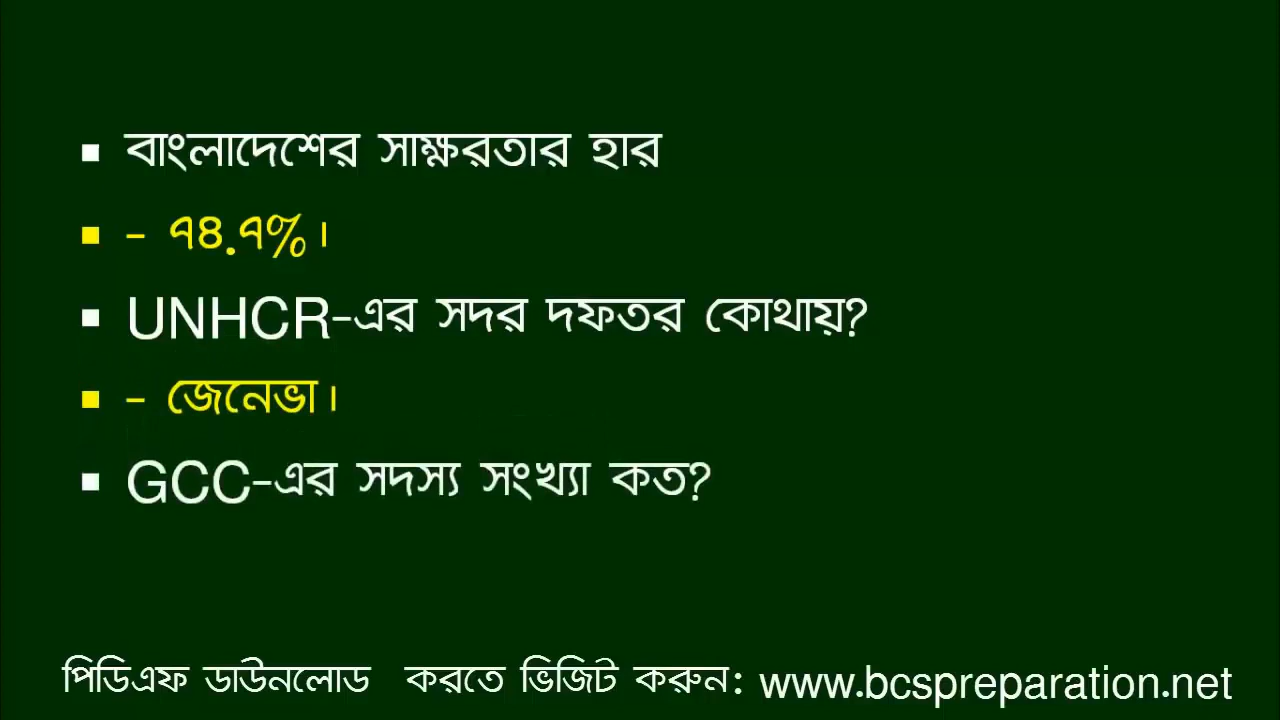 ▪ বাংলাদেশের সাক্ষরতার হার
▪ - ৭৪.৭%।
▪ UNHCR-এর সদর দফতর কোথায়?
▪ - জেনেভা।
▪ GCC-এর সদস্য সংখ্যা কত?
পিডিএফ ডাউনলোড করতে ভিজিট করুন: www.bcspreparation.net